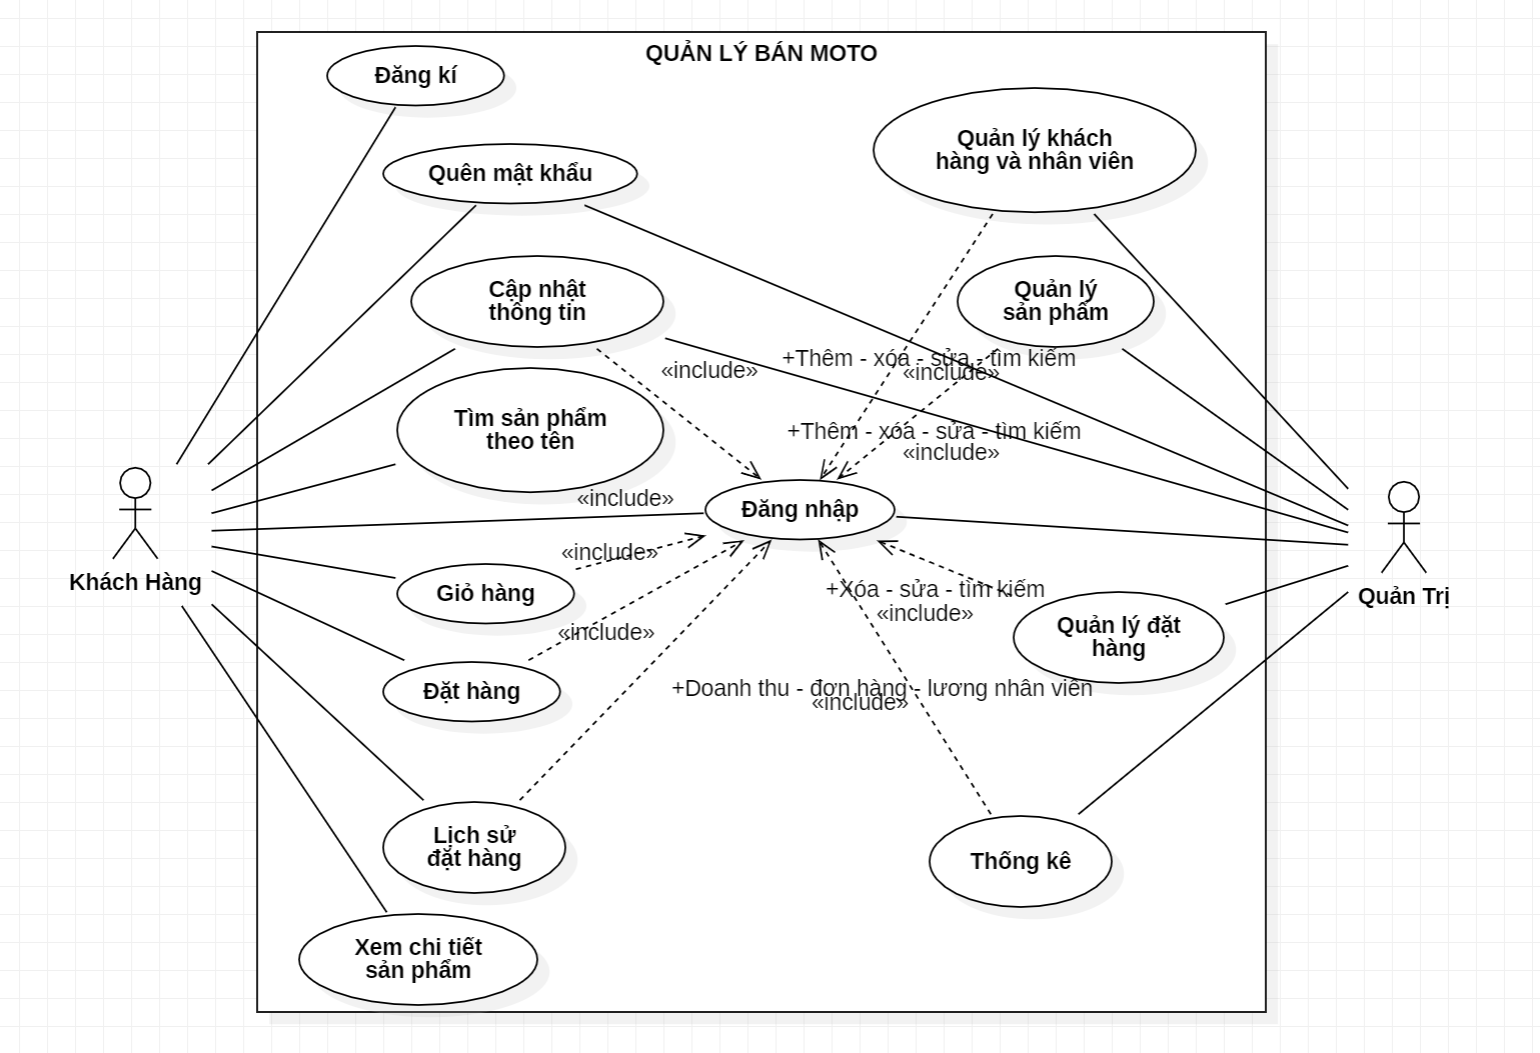 QUẢN LÝ BÁN MOTO
Đăng kí
Quên mật khẩu
Quản lý khách
hàng và nhân viên
Cập nhật
thông tin
Quản lý
sản phẩm
+Thêm - xóa - sửa - tìm kiếm
«include»
«include»
Tìm sản phẩm
theo tên
+Thêm - xóa - sửa - tìm kiếm
«include»
«include»
Đăng nhập
«include»
Khách Hàng
Giỏ hàng
+Xóa - sửa - tìm kiếm
«include»
Quản Trị
«include»
Quản lý đặt
hàng
Đặt hàng
+Doanh thu - đơn hàng - lương nhân viên
«include»
Lịch sử
đặt hàng
Thống kê
Xem chi tiết
sản phẩm